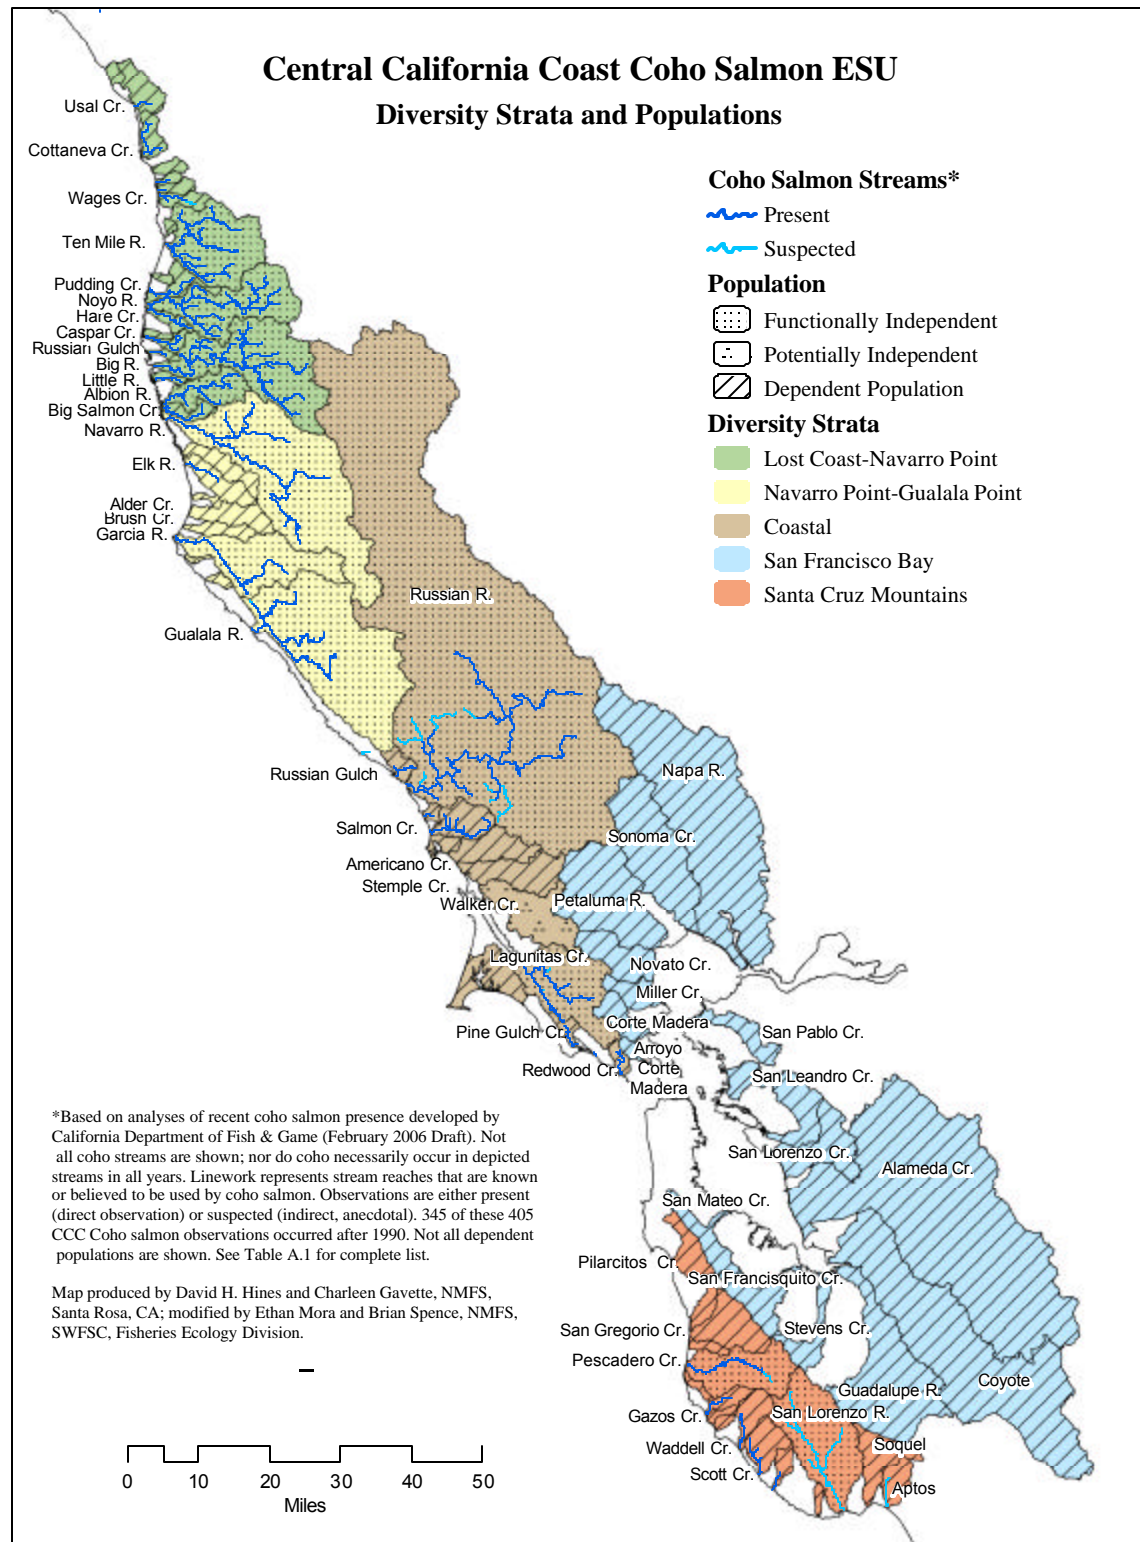 Central California Coast Coho Salmon ESU
Diversity Strata and Populations
Coho Salmon Streams*
Present
Suspected
Population
Functionally Independent
Potentially Independent
Dependent Population
Diversity Strata
Lost Coast-Navarro Point
Navarro Point-Gualala Point
Coastal
San Francisco Bay
Santa Cruz Mountains
Usal Cr.
Cottaneva Cr.
Wages Cr.
Ten Mile R.
Pudding Cr.
Noyo R.
Hare Cr.
Caspar Cr.
Russian Gulch
Big R.
Little R.
Albion R.
Big Salmon Cr.
Navarro R.
Elk R.
Alder Cr.
Brush Cr.
Garcia R.
Russian R.
Gualala R.
Russian Gulch
Napa R.
Salmon Cr.
Sonoma Cr.
Americano Cr.
Stemple Cr.
Walker Cr.
Petaluma R.
Lagunitas Cr.
Novato Cr.
Miller Cr.
Corte Madera
Pine Gulch Cr.
San Pablo Cr.
Arroyo
Corte
Madera
Redwood Cr.
San Leandro Cr.
San Lorenzo Cr.
Alameda Cr.
San Mateo Cr.
Pilarcitos Cr.
San Francisquito Cr.
San Gregorio Cr.
Stevens Cr.
Pescadero Cr.
Guadalupe R.
Coyote
Gazos Cr.
San Lorenzo R.
Waddell Cr.
Soquel
Scott Cr.
Aptos
*Based on analyses of recent coho salmon presence developed by
California Department of Fish & Game (February 2006 Draft). Not
all coho streams are shown; nor do coho necessarily occur in depicted
streams in all years. Linework represents stream reaches that are known
or believed to be used by coho salmon. Observations are either present
(direct observation) or suspected (indirect, anecdotal). 345 of these 405
CCC Coho salmon observations occurred after 1990. Not all dependent
populations are shown. See Table A.1 for complete list.
Map produced by David H. Hines and Charleen Gavette, NMFS,
Santa Rosa, CA; modified by Ethan Mora and Brian Spence, NMFS,
SWFSC, Fisheries Ecology Division.
0 10 20 30 40 50
Miles